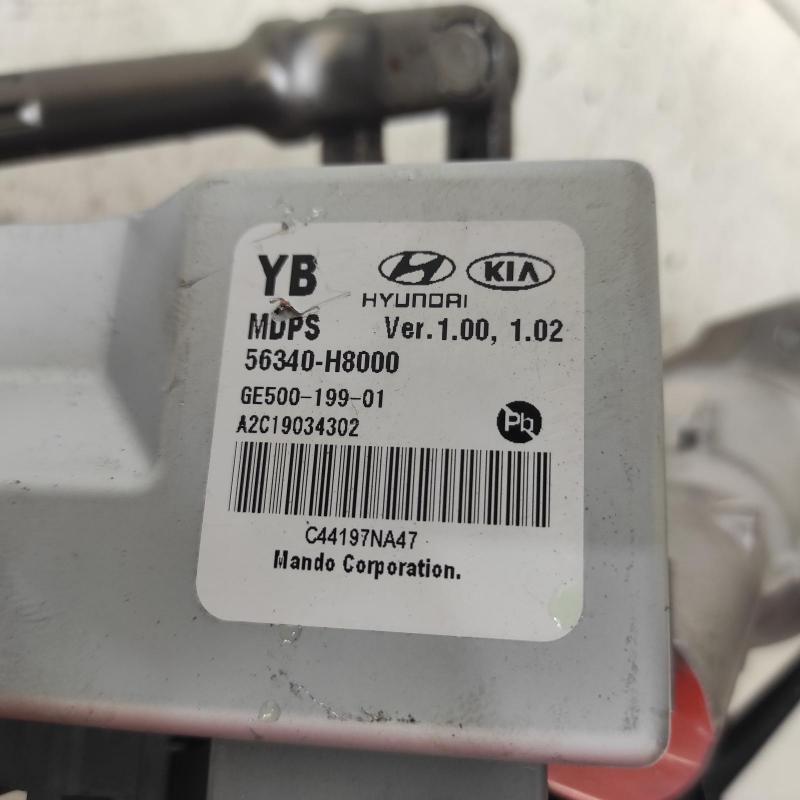 YB KIA
HYUNDAI
MDPS Ver.1.00, 1.02
56340-H8000
GE500-199-01
A2C19034302 Pb
C44197NA47
Mando Corporation.